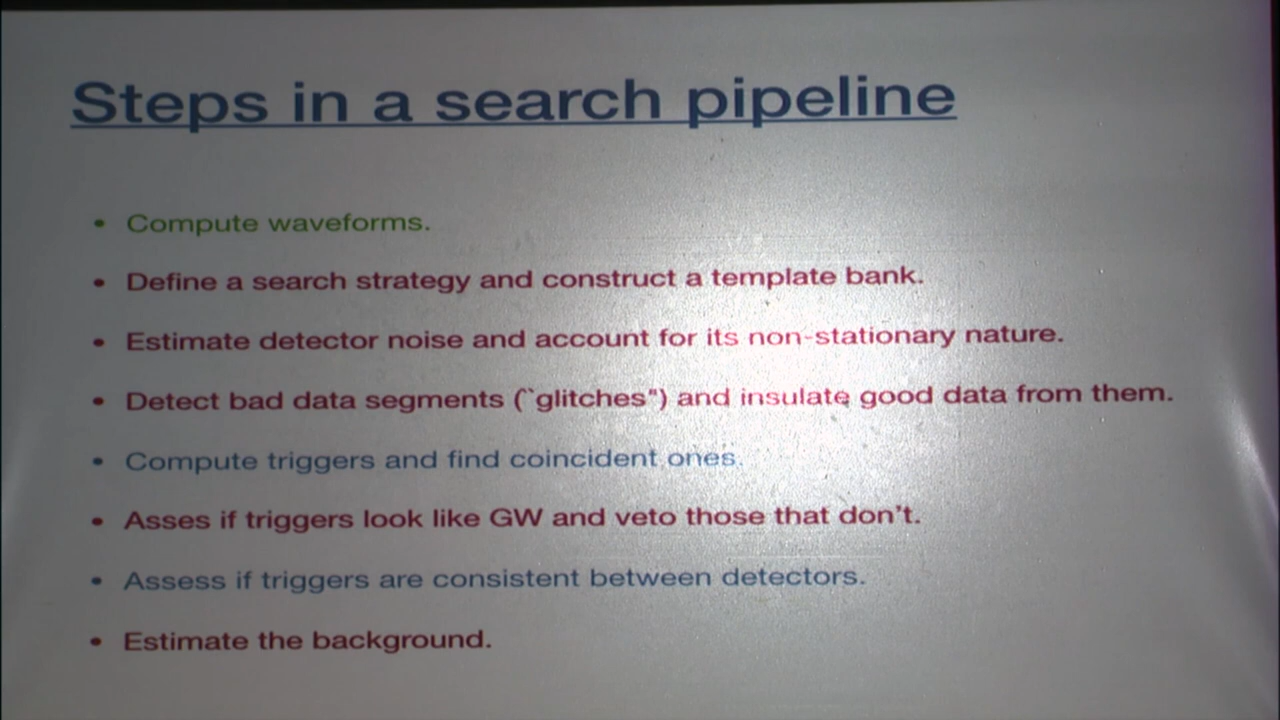 Steps in a search pipeline
• Compute waveforms.
• Define a search strategy and construct a template bank.
• Estimate detector noise and account for its non-stationary nature.
• Detect bad data segments (`glitches") and insulate good data from them.
• Compute triggers and find coincident ones.
• Asses if triggers look like GW and veto those that don't.
• Assess if triggers are consistent between detectors.
• Estimate the background.